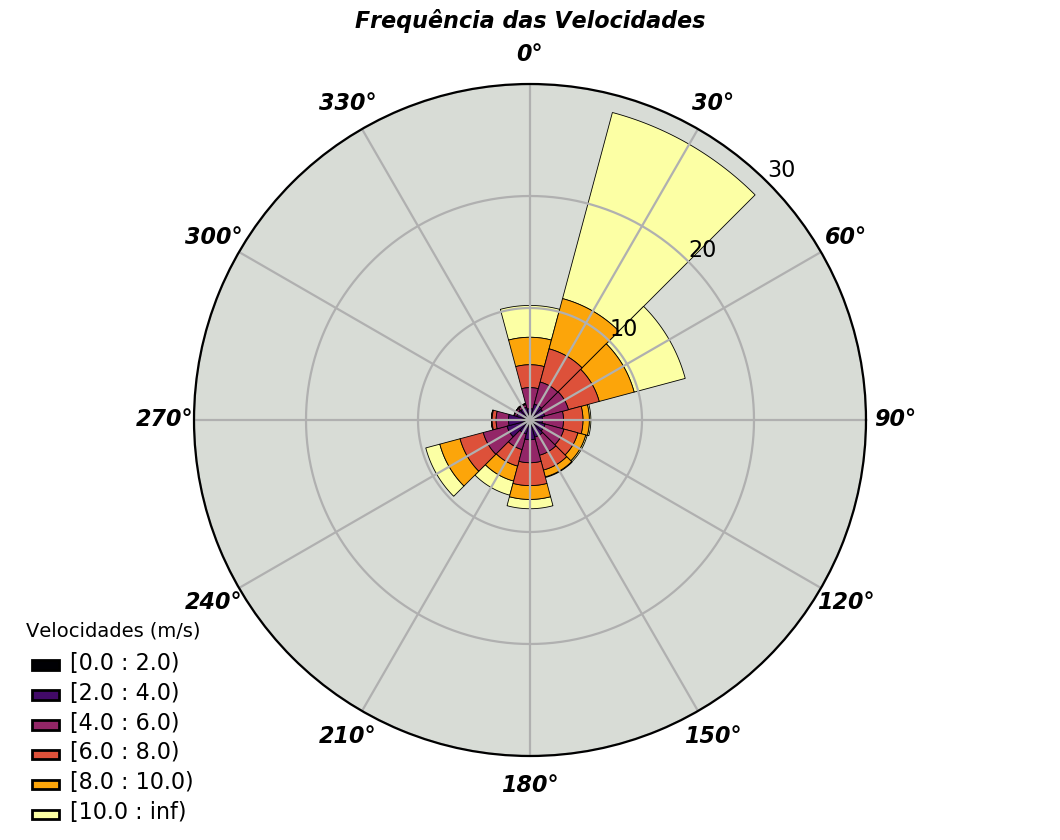 Frequência das Velocidades
0°
330°
30°
30
300°
60°
20
10
270°
90°
240°
120°
Velocidades (m/s)
[0.0 : 2.0)
[2.0 : 4.0)
[4.0 : 6.0)
[6.0 : 8.0)
[8.0 : 10.0)
[10.0 : inf)
210°
150°
180°